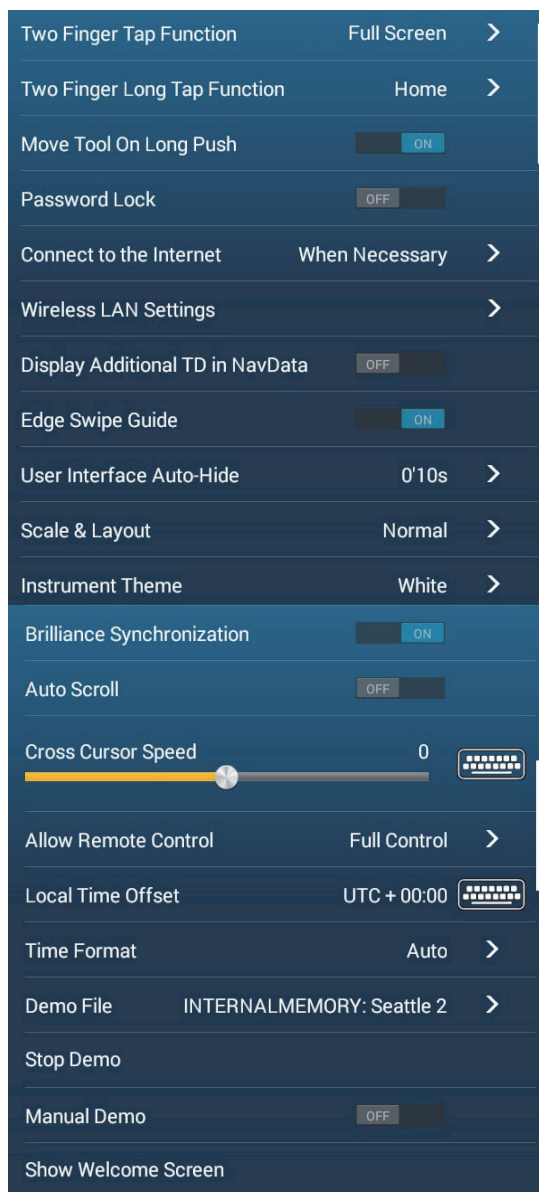 Two Finger Tap Function Full Screen
Two Finger Long Tap Function Home
Move Tool On Long Push ON
Password Lock OFF
Connect to the Internet When Necessary
Wireless LAN Settings
Display Additional TD in NavData OFF
Edge Swipe Guide ON
User Interface Auto-Hide 0'10s
Scale & Layout Normal
Instrument Theme White
Brilliance Synchronization ON
Auto Scroll OFF
Cross Cursor Speed 0
Allow Remote Control Full Control
Local Time Offset UTC + 00:00
Time Format Auto
Demo File INTERNALMEMORY: Seattle 2
Stop Demo
Manual Demo OFF
Show Welcome Screen